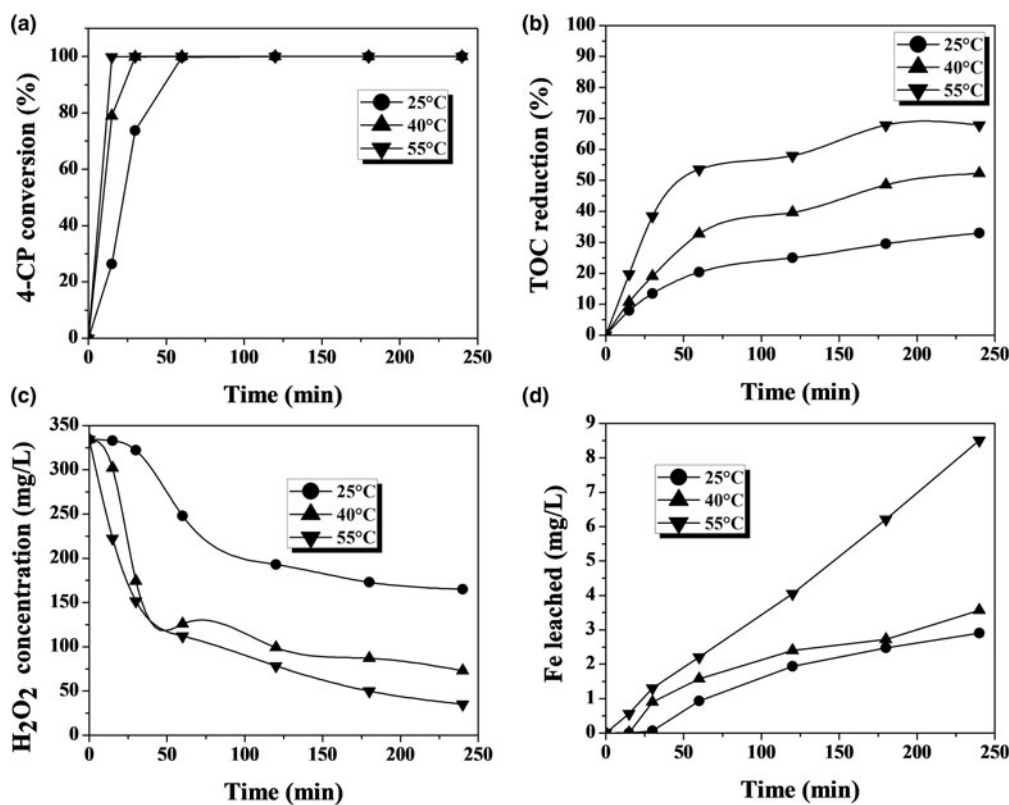 (a)
4-CP conversion (%)
100
80
60
40
20
0
25°C
40°C
55°C
0 50 100 150 200 250
Time (min)
(b)
TOC reduction (%)
100
90
80
70
60
50
40
30
20
10
0
25°C
40°C
55°C
0 50 100 150 200 250
Time (min)
(c)
H2O2 concentration (mg/L)
350
300
250
200
150
100
50
0
25°C
40°C
55°C
0 50 100 150 200 250
Time (min)
(d)
Fe leached (mg/L)
9
8
7
6
5
4
3
2
1
0
25°C
40°C
55°C
0 50 100 150 200 250
Time (min)